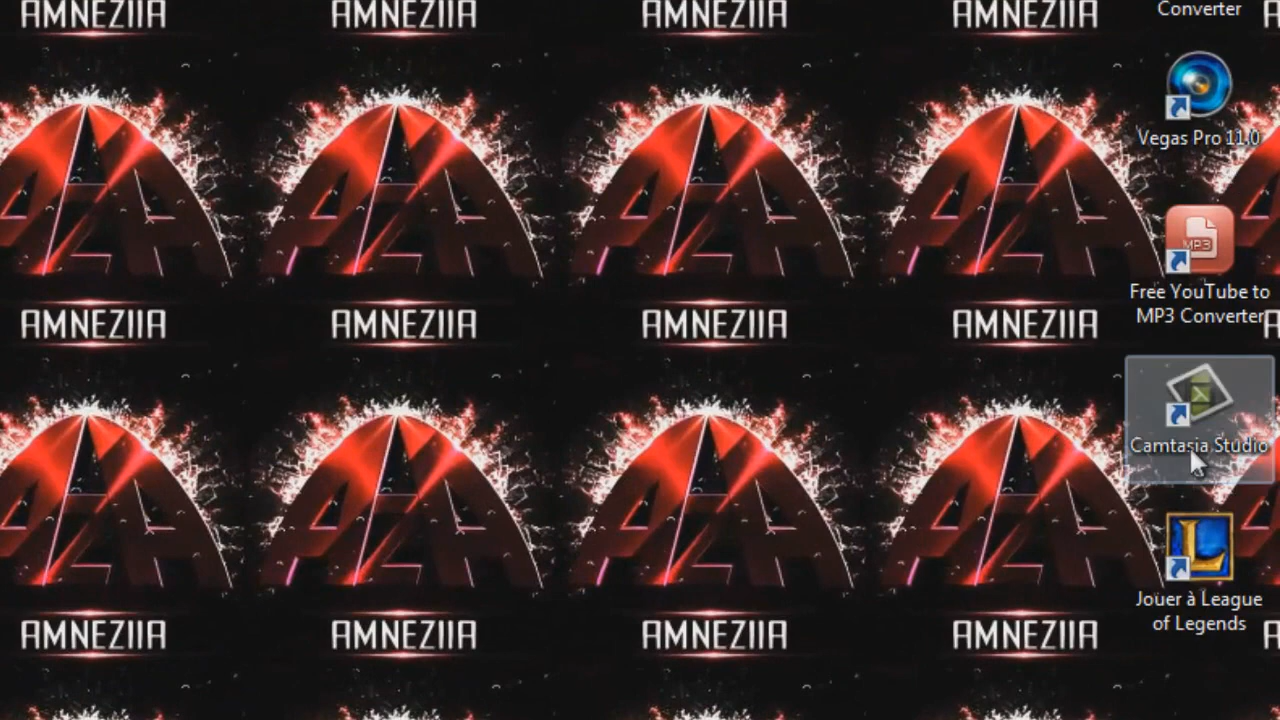 AMNEZIIA AMNEZIIA AMNEZIIA AMNEZIIA
Converter
Vegas Pro 11.0
MP3
Free YouTube to
MP3 Converter
AMNEZIIA AMNEZIIA AMNEZIIA AMNEZIIA
Camtasia Studio
L
Jouer à League
of Legends
AMNEZIIA AMNEZIIA AMNEZIIA AMNEZIIA